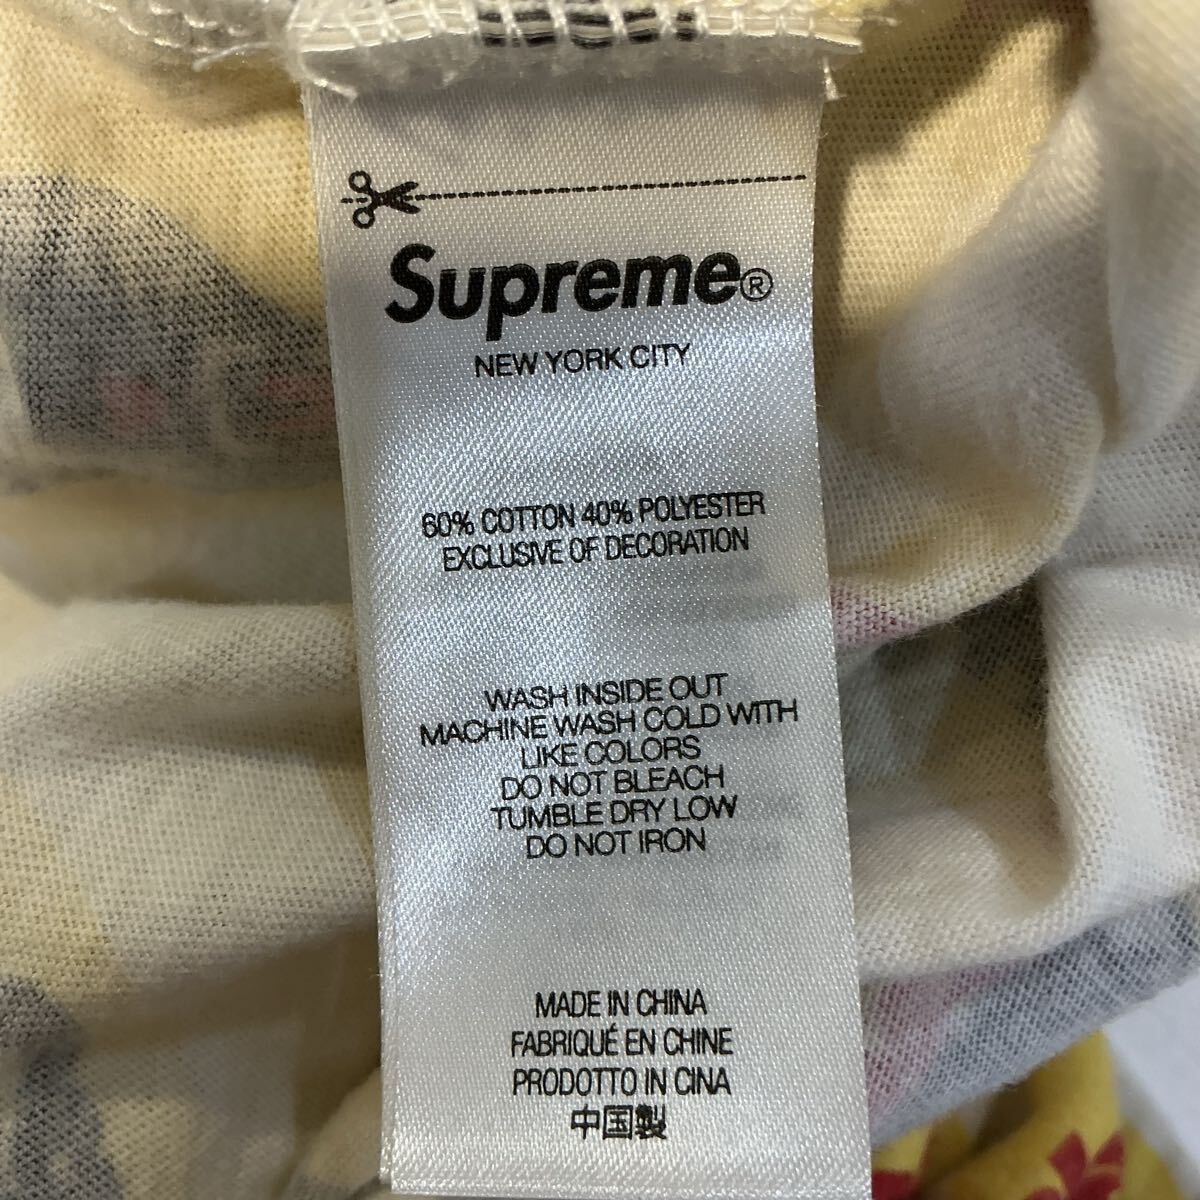 Supreme®
NEW YORK CITY
60% COTTON 40% POLYESTER
EXCLUSIVE OF DECORATION
WASH INSIDE OUT
MACHINE WASH COLD WITH
LIKE COLORS
DO NOT BLEACH
TUMBLE DRY LOW
DO NOT IRON
MADE IN CHINA
FABRIQUÉ EN CHINE
PRODOTTO IN CINA
中国製